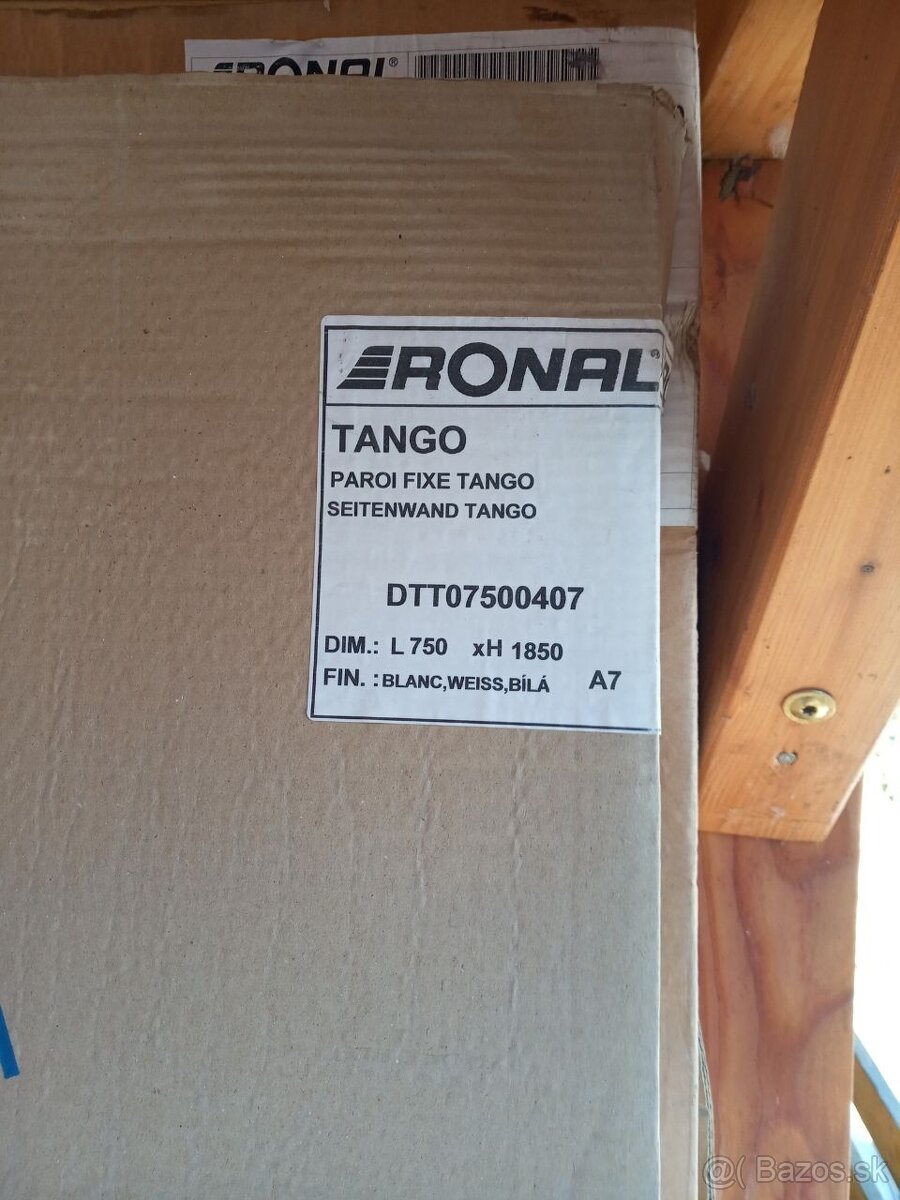 RONAL®
RONAL®
TANGO
PAROI FIXE TANGO
SEITENWAND TANGO
DTT07500407
DIM.: L 750 xH 1850
FIN. : BLANC,WEISS,BÍLÁ A7
@( Bazos.sk